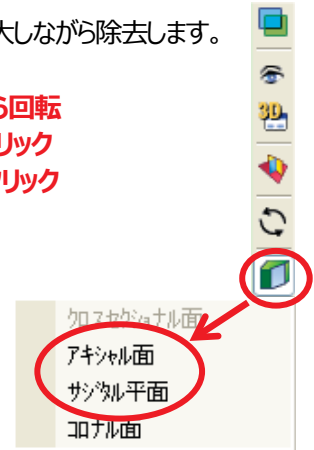 大しながら除去します。
ら回転
リック
リック
3D
クロスセクショナル面
アキシャル面
サジタル平面
コロナル面